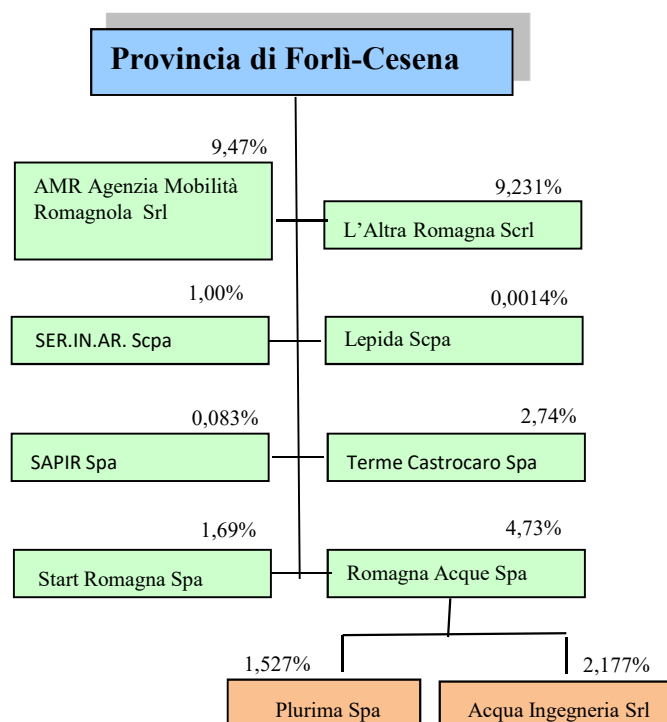 Provincia di Forlì-Cesena
9,47%
AMR Agenzia Mobilità
Romagnola Srl
9,231%
L'Altra Romagna Scrl
1,00%
SER.IN.AR. Scpa
0,0014%
Lepida Scpa
0,083%
SAPIR Spa
2,74%
Terme Castrocaro Spa
1,69%
Start Romagna Spa
4,73%
Romagna Acque Spa
1,527%
Plurima Spa
2,177%
Acqua Ingegneria Srl